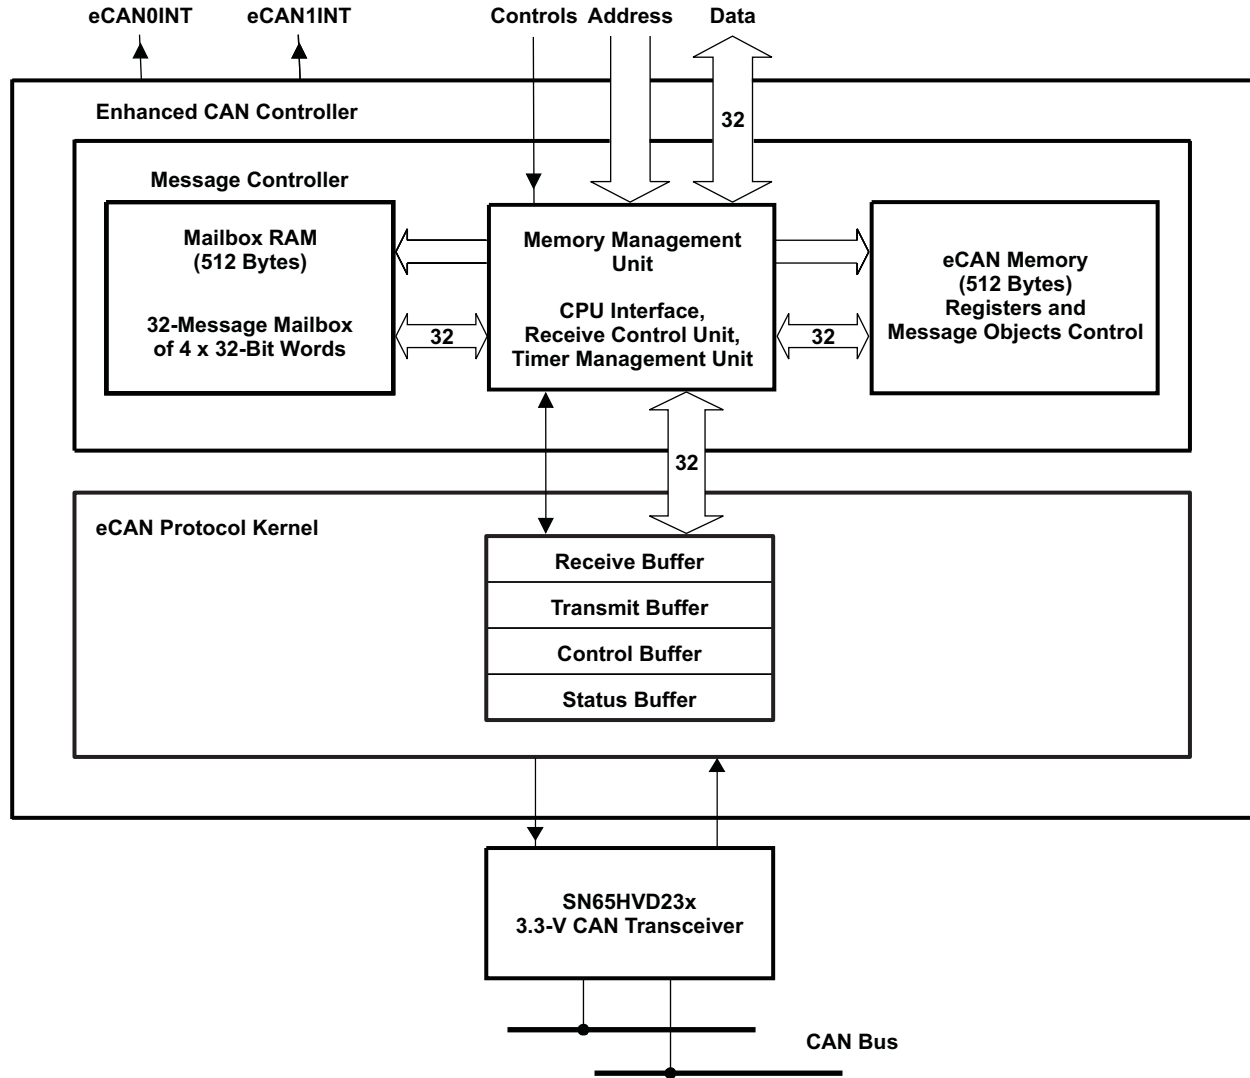 eCAN0INT eCAN1INT Controls Address Data
32
Enhanced CAN Controller
Message Controller
Mailbox RAM
(512 Bytes)
32-Message Mailbox
of 4 x 32-Bit Words
32
Memory Management
Unit
CPU Interface,
Receive Control Unit,
Timer Management Unit
32
eCAN Memory
(512 Bytes)
Registers and
Message Objects Control
32
eCAN Protocol Kernel
Receive Buffer
Transmit Buffer
Control Buffer
Status Buffer
SN65HVD23x
3.3-V CAN Transceiver
CAN Bus